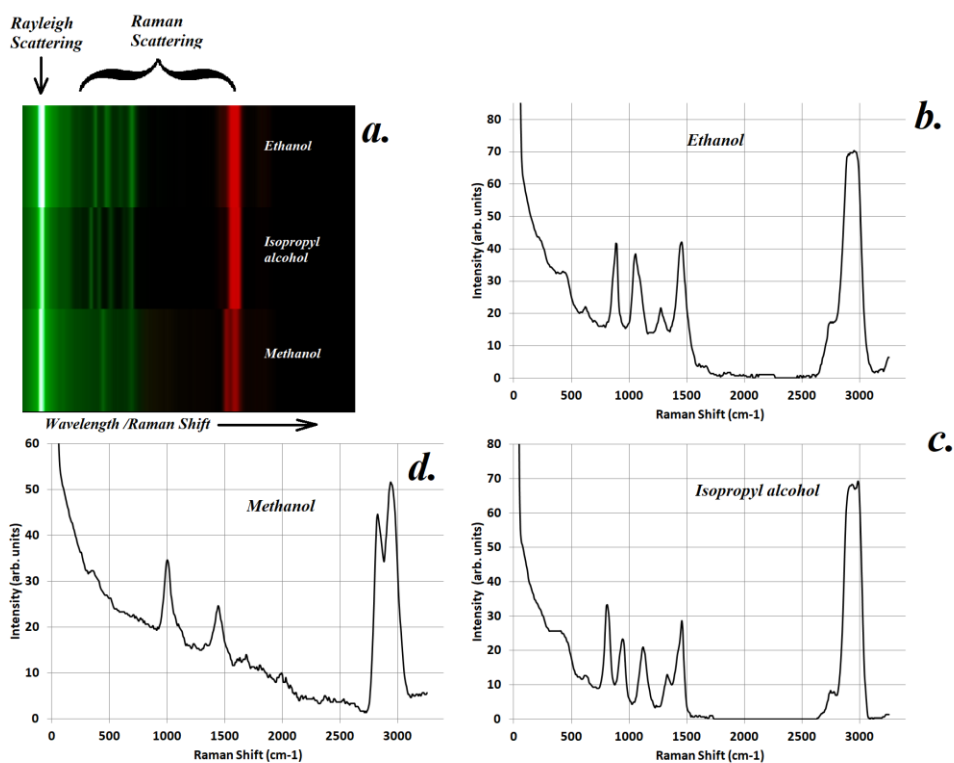 Rayleigh
Scattering
Raman
Scattering
a.
Ethanol
Isopropyl
alcohol
Methanol
Wavelength /Raman Shift
b.
Ethanol
Intensity (arb. units)
80
70
60
50
40
30
20
10
0
0 500 1000 1500 2000 2500 3000
Raman Shift (cm-1)
d.
Methanol
Intensity (arb. units)
60
50
40
30
20
10
0
0 500 1000 1500 2000 2500 3000
Raman Shift (cm-1)
c.
Isopropyl alcohol
Intensity (arb. units)
80
70
60
50
40
30
20
10
0
0 500 1000 1500 2000 2500 3000
Raman Shift (cm-1)